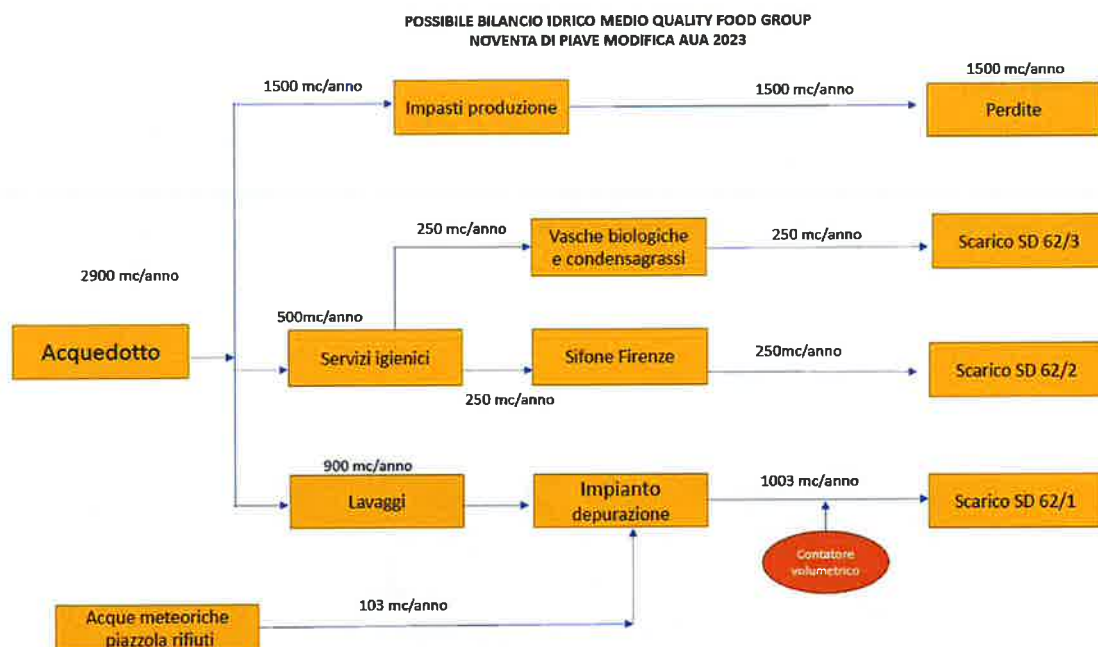 POSSIBILE BILANCIO IDRICO MEDIO QUALITY FOOD GROUP
NOVENTA DI PIAVE MODIFICA AUA 2023
1500 mc/anno
Impasti produzione
1500 mc/anno
1500 mc/anno
Perdite
250 mc/anno
Vasche biologiche
e condensagrassi
250 mc/anno
Scarico SD 62/3
2900 mc/anno
Acquedotto
500mc/anno
Servizi igienici
250 mc/anno
Sifone Firenze
250mc/anno
Scarico SD 62/2
900 mc/anno
Lavaggi
Impianto
depurazione
1003 mc/anno
Scarico SD 62/1
Contatore
volumetrico
Acque meteoriche
piazzola rifiuti
103 mc/anno